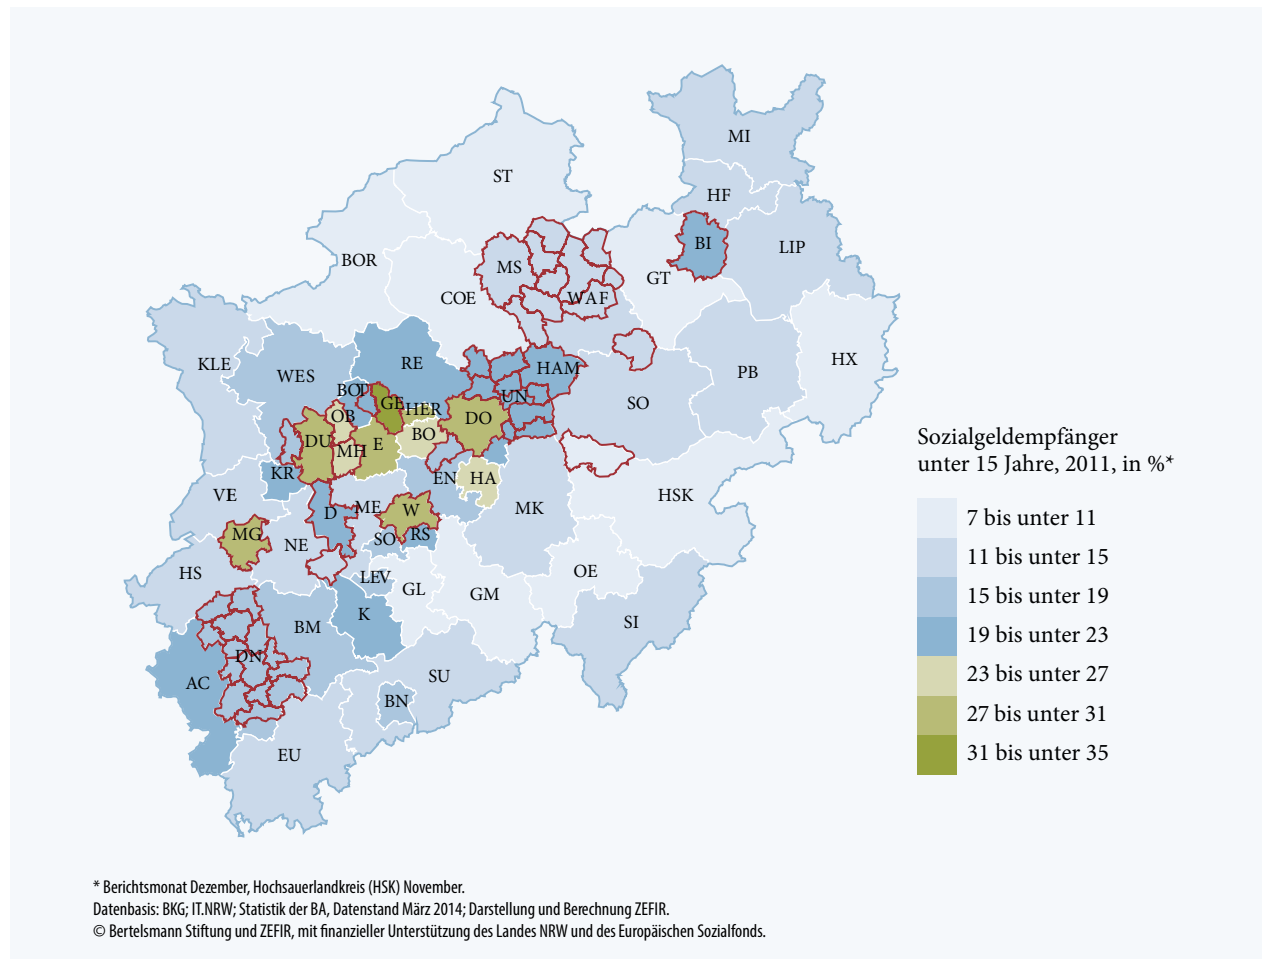 MI
ST
HF
BI
LIP
BOR
MS
GT
COE
WAF
KLE
RE
HAM
HX
WES
PB
BOT
GE
UN
HER
SO
OB
DO
DU
E
BO
MH
KR
EN
HA
VE
HSK
ME
W
MK
D
MG
SO
RS
NE
HS
LEV
OE
GL
GM
K
SI
BM
DN
AC
SU
BN
EU
Sozialgeldempfänger
unter 15 Jahre, 2011, in %*
7 bis unter 11
11 bis unter 15
15 bis unter 19
19 bis unter 23
23 bis unter 27
27 bis unter 31
31 bis unter 35
* Berichtsmonat Dezember, Hochsauerlandkreis (HSK) November.
Datenbasis: BKG; IT.NRW; Statistik der BA, Datenstand März 2014; Darstellung und Berechnung ZEFIR.
© Bertelsmann Stiftung und ZEFIR, mit finanzieller Unterstützung des Landes NRW und des Europäischen Sozialfonds.